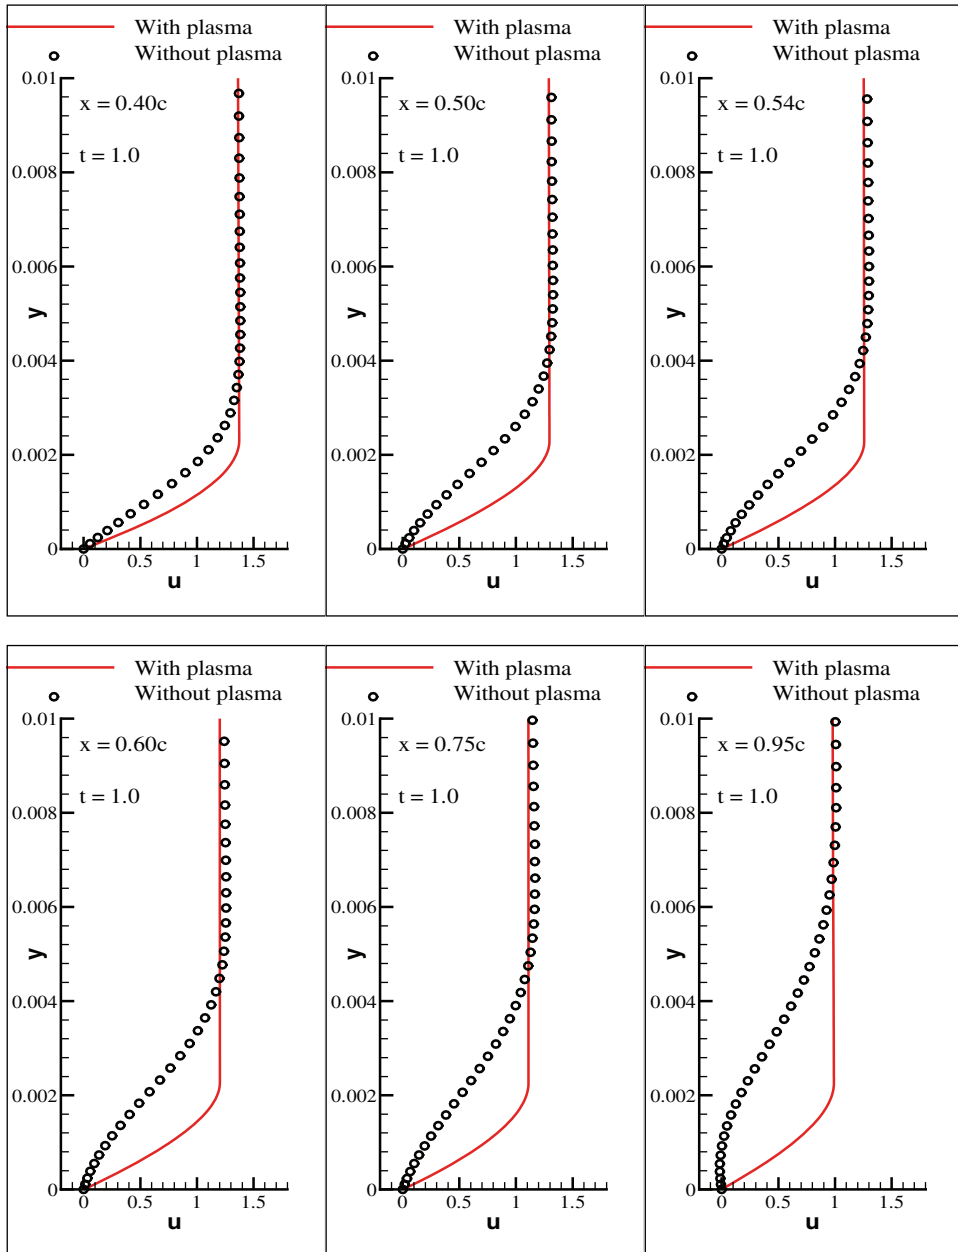 With plasma
Without plasma
0.01
x = 0.40c
t = 1.0
0.008
0.006
y
0.004
0.002
0
0 0.5 1 1.5
u
With plasma
Without plasma
0.01
x = 0.50c
t = 1.0
0.008
0.006
y
0.004
0.002
0
0 0.5 1 1.5
u
With plasma
Without plasma
0.01
x = 0.54c
t = 1.0
0.008
0.006
y
0.004
0.002
0
0 0.5 1 1.5
u
With plasma
Without plasma
0.01
x = 0.60c
t = 1.0
0.008
0.006
y
0.004
0.002
0
0 0.5 1 1.5
u
With plasma
Without plasma
0.01
x = 0.75c
t = 1.0
0.008
0.006
y
0.004
0.002
0
0 0.5 1 1.5
u
With plasma
Without plasma
0.01
x = 0.95c
t = 1.0
0.008
0.006
y
0.004
0.002
0
0 0.5 1 1.5
u